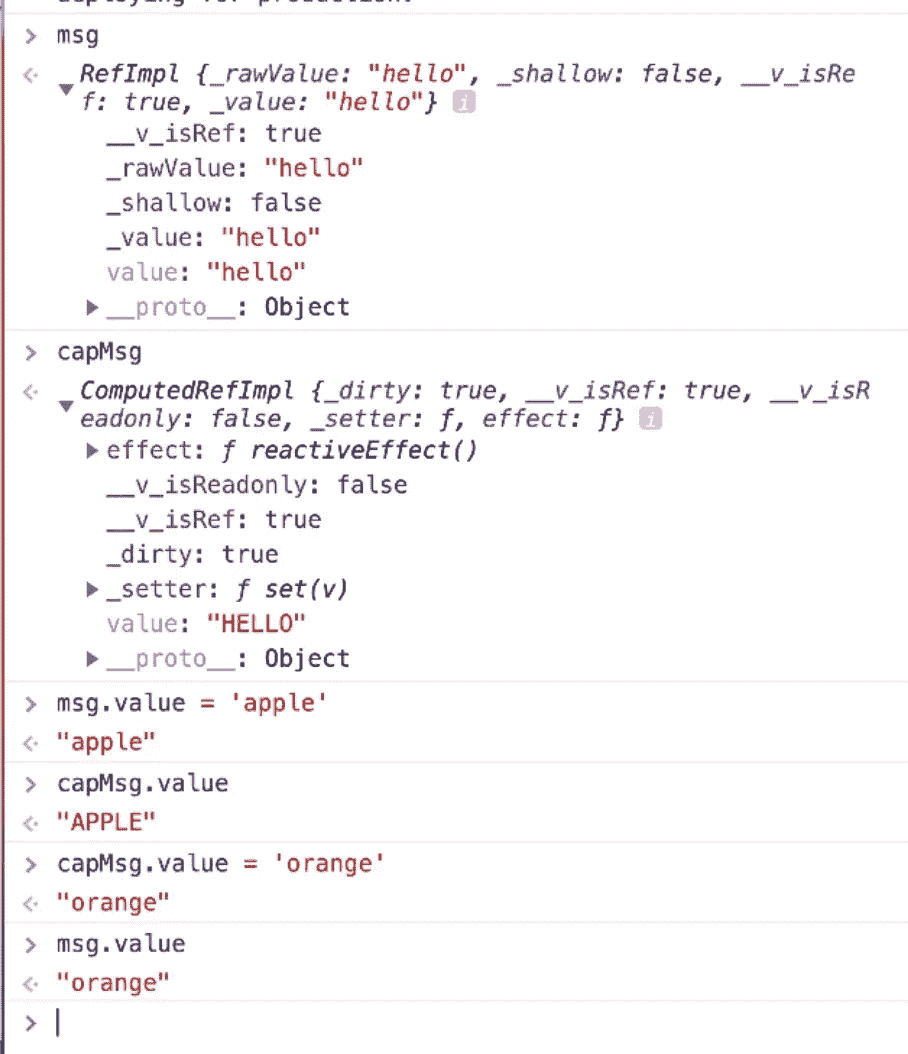 deploying for production.
> msg
<· RefImpl {_rawValue: "hello", _shallow: false, __v_isRe
▼ f: true, _value: "hello"} i
__v_isRef: true
_rawValue: "hello"
_shallow: false
_value: "hello"
value: "hello"
▶ __proto__: Object
> capMsg
<· ComputedRefImpl {_dirty: true, __v_isRef: true, __v_isR
▼ eadonly: false, _setter: ƒ, effect: ƒ} i
▶ effect: ƒ reactiveEffect()
__v_isReadonly: false
__v_isRef: true
_dirty: true
▶ _setter: ƒ set(v)
value: "HELLO"
▶ __proto__: Object
> msg.value = 'apple'
<· "apple"
> capMsg.value
<· "APPLE"
> capMsg.value = 'orange'
<· "orange"
> msg.value
<· "orange"
>